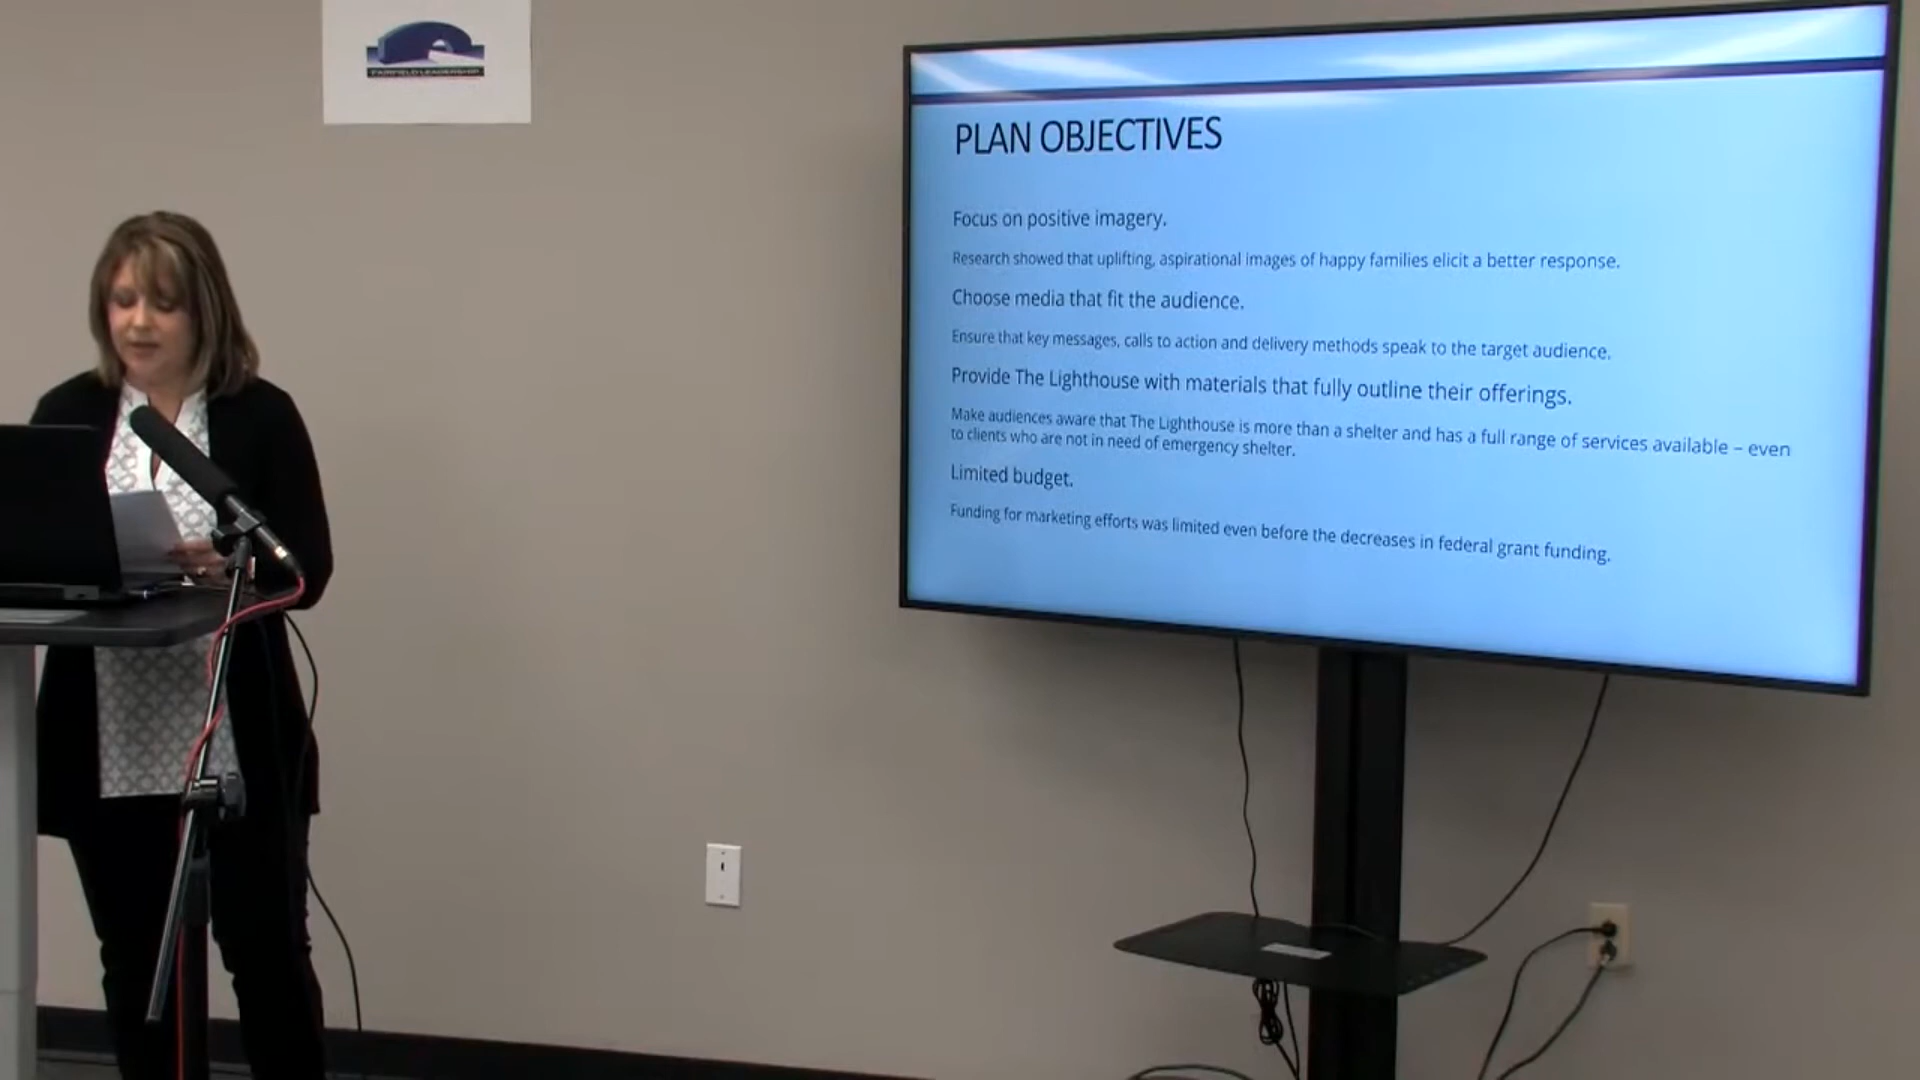 FAIRFIELD LEADERSHIP
PLAN OBJECTIVES
Focus on positive imagery.
Research showed that uplifting, aspirational images of happy families elicit a better response.
Choose media that fit the audience.
Ensure that key messages, calls to action and delivery methods speak to the target audience.
Provide The Lighthouse with materials that fully outline their offerings.
Make audiences aware that The Lighthouse is more than a shelter and has a full range of services available – even
to clients who are not in need of emergency shelter.
Limited budget.
Funding for marketing efforts was limited even before the decreases in federal grant funding.